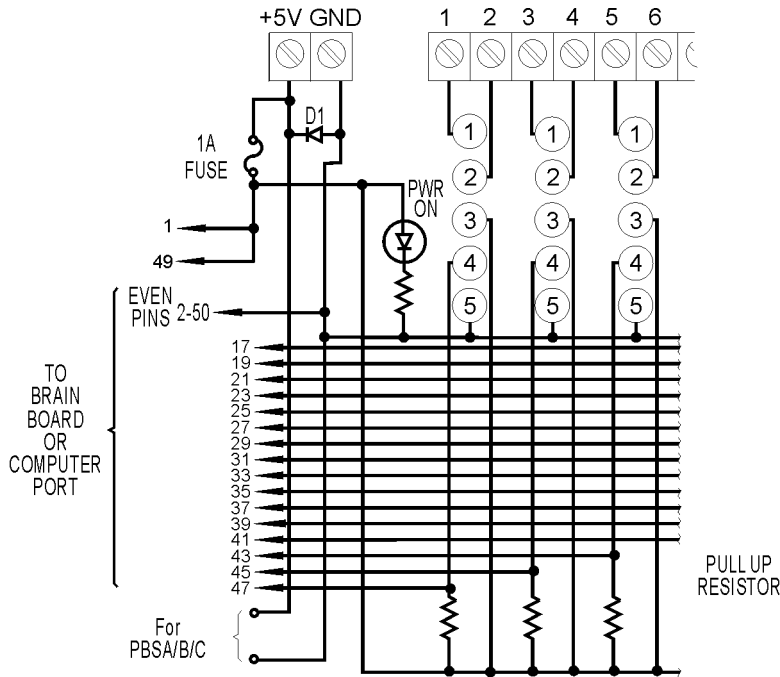 +5V GND 1 2 3 4 5 6
D1
1A
FUSE
1 1 1
2 2 2
PWR
ON
3 3 3
1
49
4 4 4
EVEN
PINS 2-50
5 5 5
17
19
21
23
25
27
29
31
33
35
37
39
41
43
45
47
TO
BRAIN
BOARD
OR
COMPUTER
PORT
PULL UP
RESISTOR
For
PBSA/B/C